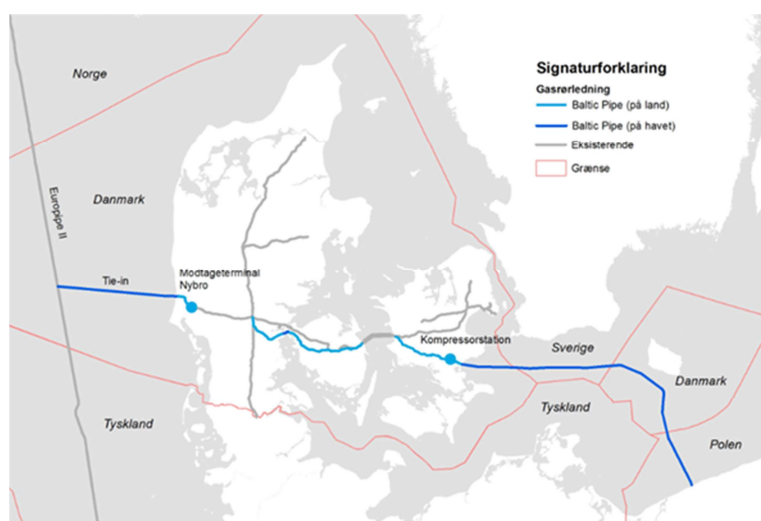 Signaturforklaring
Gasrørledning
Baltic Pipe (på land)
Baltic Pipe (på havet)
Eksisterende
Grænse
Norge
Danmark
Europipe II
Tie-in
Modtageterminal
Nybro
Kompressorstation
Sverige
Danmark
Tyskland
Tyskland
Polen